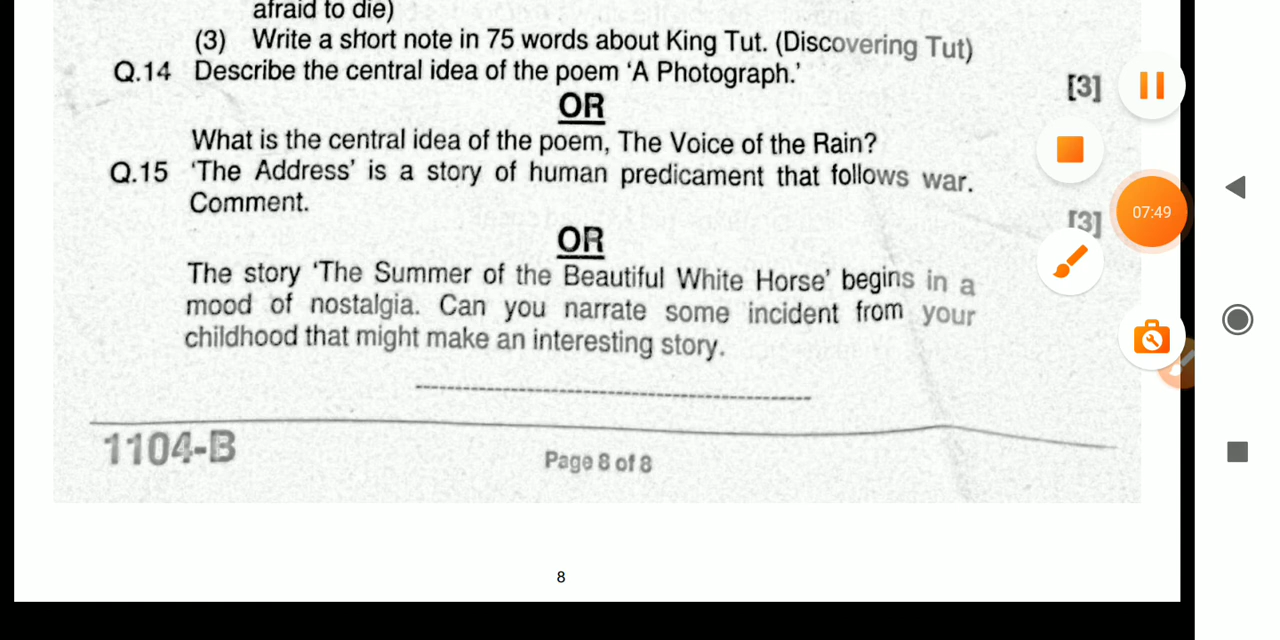 afraid to die)
(3) Write a short note in 75 words about King Tut. (Discovering Tut)
Q.14 Describe the central idea of the poem 'A Photograph.' [3]
OR
What is the central idea of the poem, The Voice of the Rain?
Q.15 'The Address' is a story of human predicament that follows war.
Comment. [3]
OR
The story 'The Summer of the Beautiful White Horse' begins in a
mood of nostalgia. Can you narrate some incident from your
childhood that might make an interesting story.
1104-B
Page 8 of 8
8
07:49